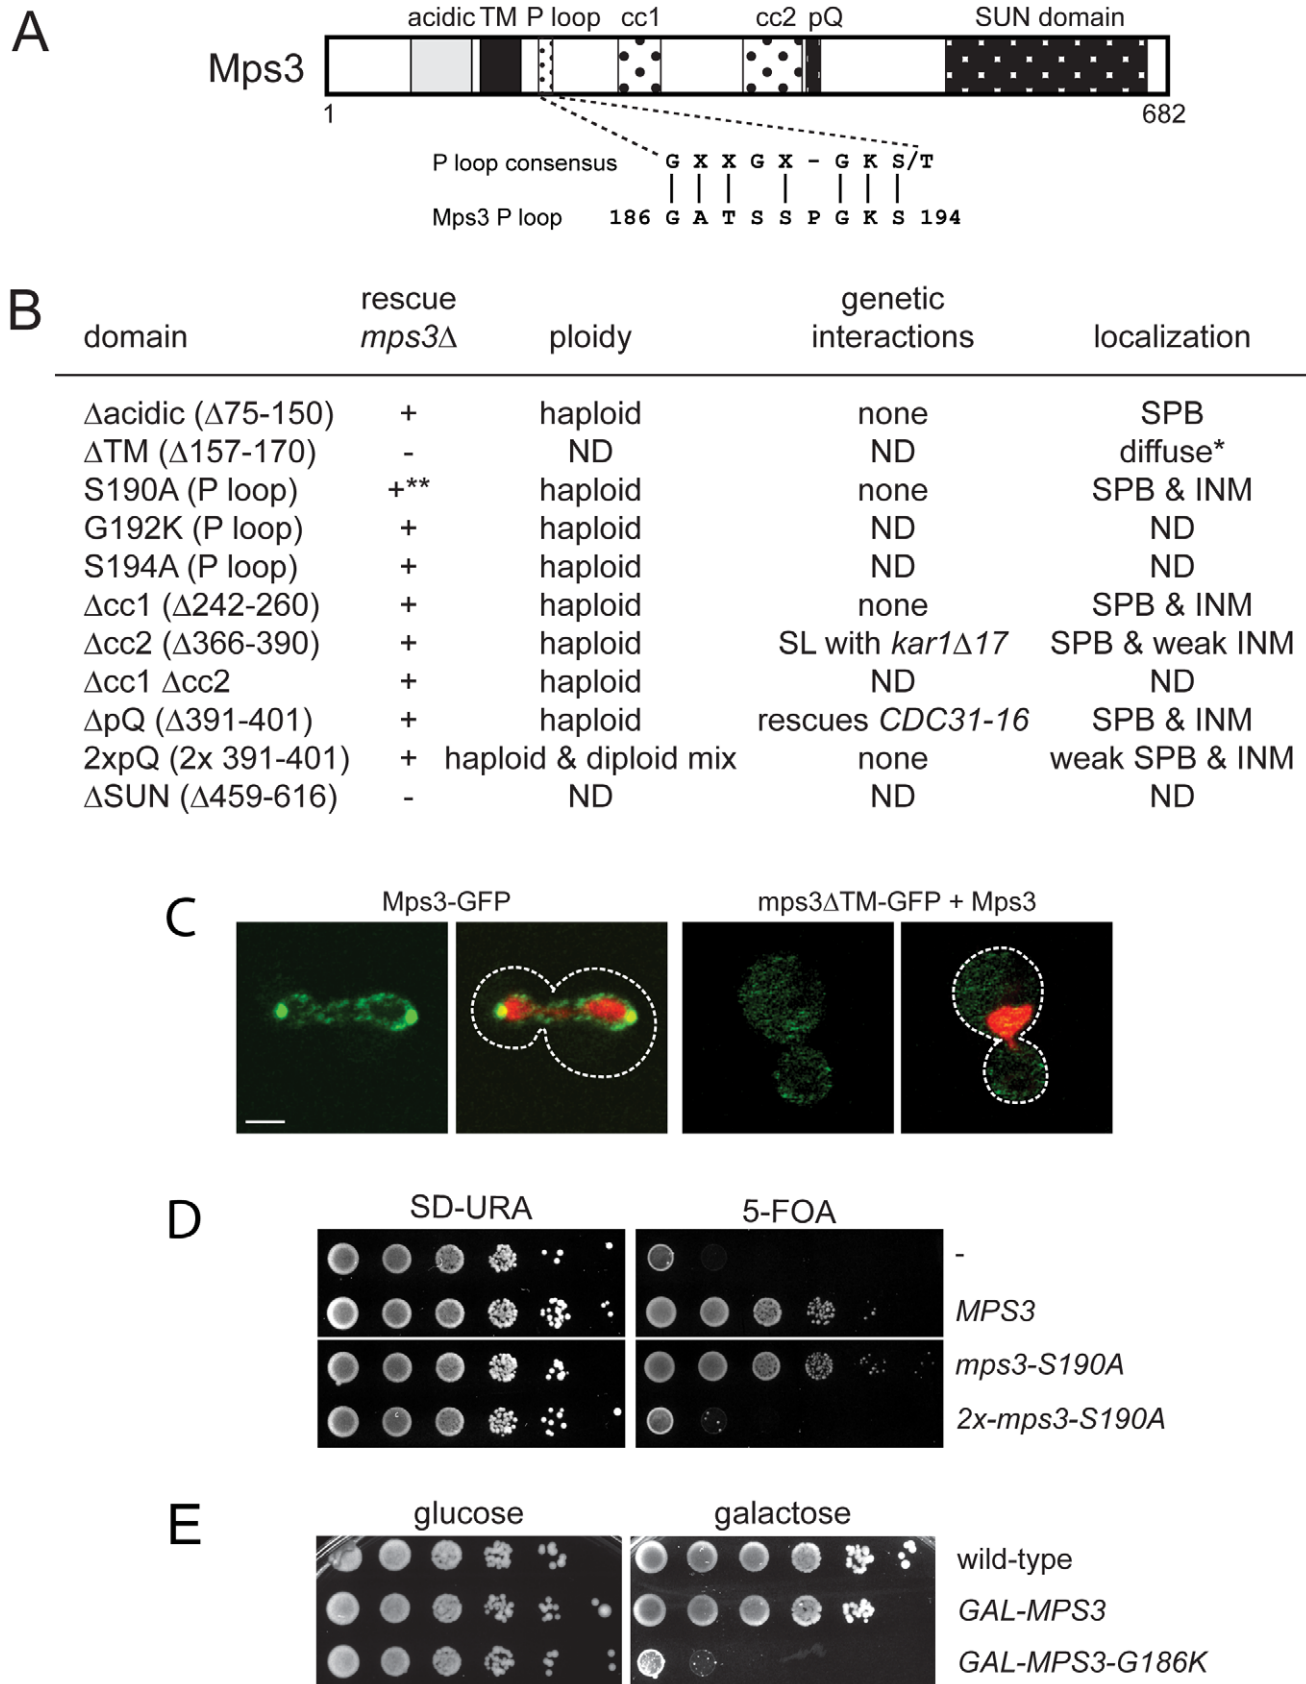 A
acidic TM P loop cc1 cc2 pQ SUN domain
Mps3
1 682
P loop consensus G X X G X - G K S/T
Mps3 P loop 186 G A T S S P G K S 194
B
rescue genetic
domain mps3Δ ploidy interactions localization
Δacidic (Δ75-150) + haploid none SPB
ΔTM (Δ157-170) - ND ND diffuse*
S190A (P loop) +** haploid none SPB & INM
G192K (P loop) + haploid ND ND
S194A (P loop) + haploid ND ND
Δcc1 (Δ242-260) + haploid none SPB & INM
Δcc2 (Δ366-390) + haploid SL with kar1Δ17 SPB & weak INM
Δcc1 Δcc2 + haploid ND ND
ΔpQ (Δ391-401) + haploid rescues CDC31-16 SPB & INM
2xpQ (2x 391-401) + haploid & diploid mix none weak SPB & INM
ΔSUN (Δ459-616) - ND ND ND
C
Mps3-GFP mps3ΔTM-GFP + Mps3
D
SD-URA 5-FOA
-
MPS3
mps3-S190A
2x-mps3-S190A
E
glucose galactose
wild-type
GAL-MPS3
GAL-MPS3-G186K